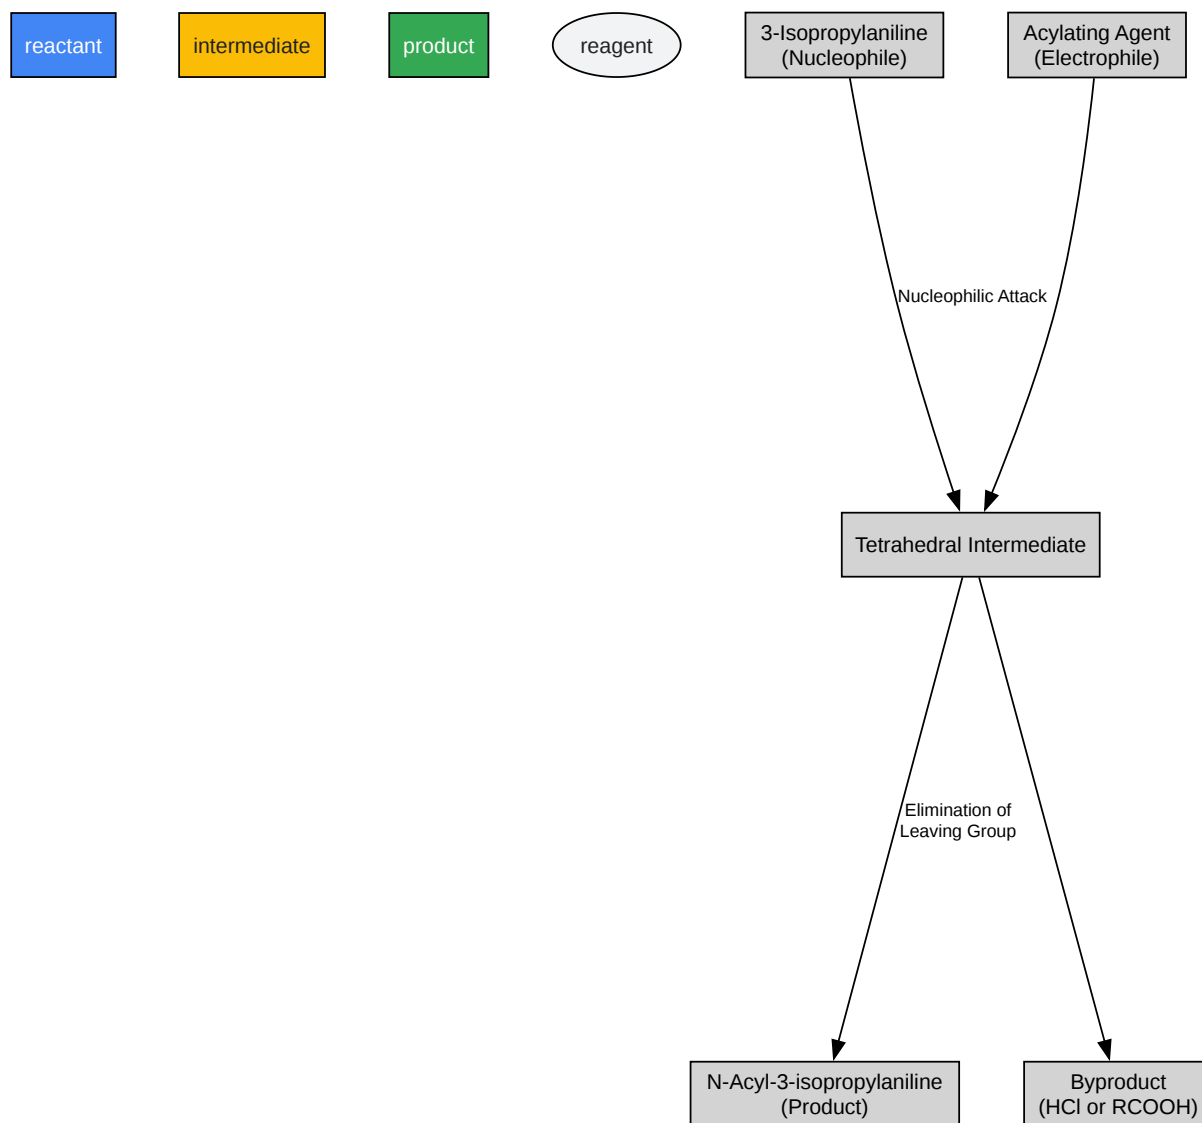 reactant
intermediate
product
reagent
3-Isopropylaniline
(Nucleophile)
Acylating Agent
(Electrophile)
Nucleophilic Attack
Tetrahedral Intermediate
Elimination of
Leaving Group
N-Acyl-3-isopropylaniline
(Product)
Byproduct
(HCl or RCOOH)